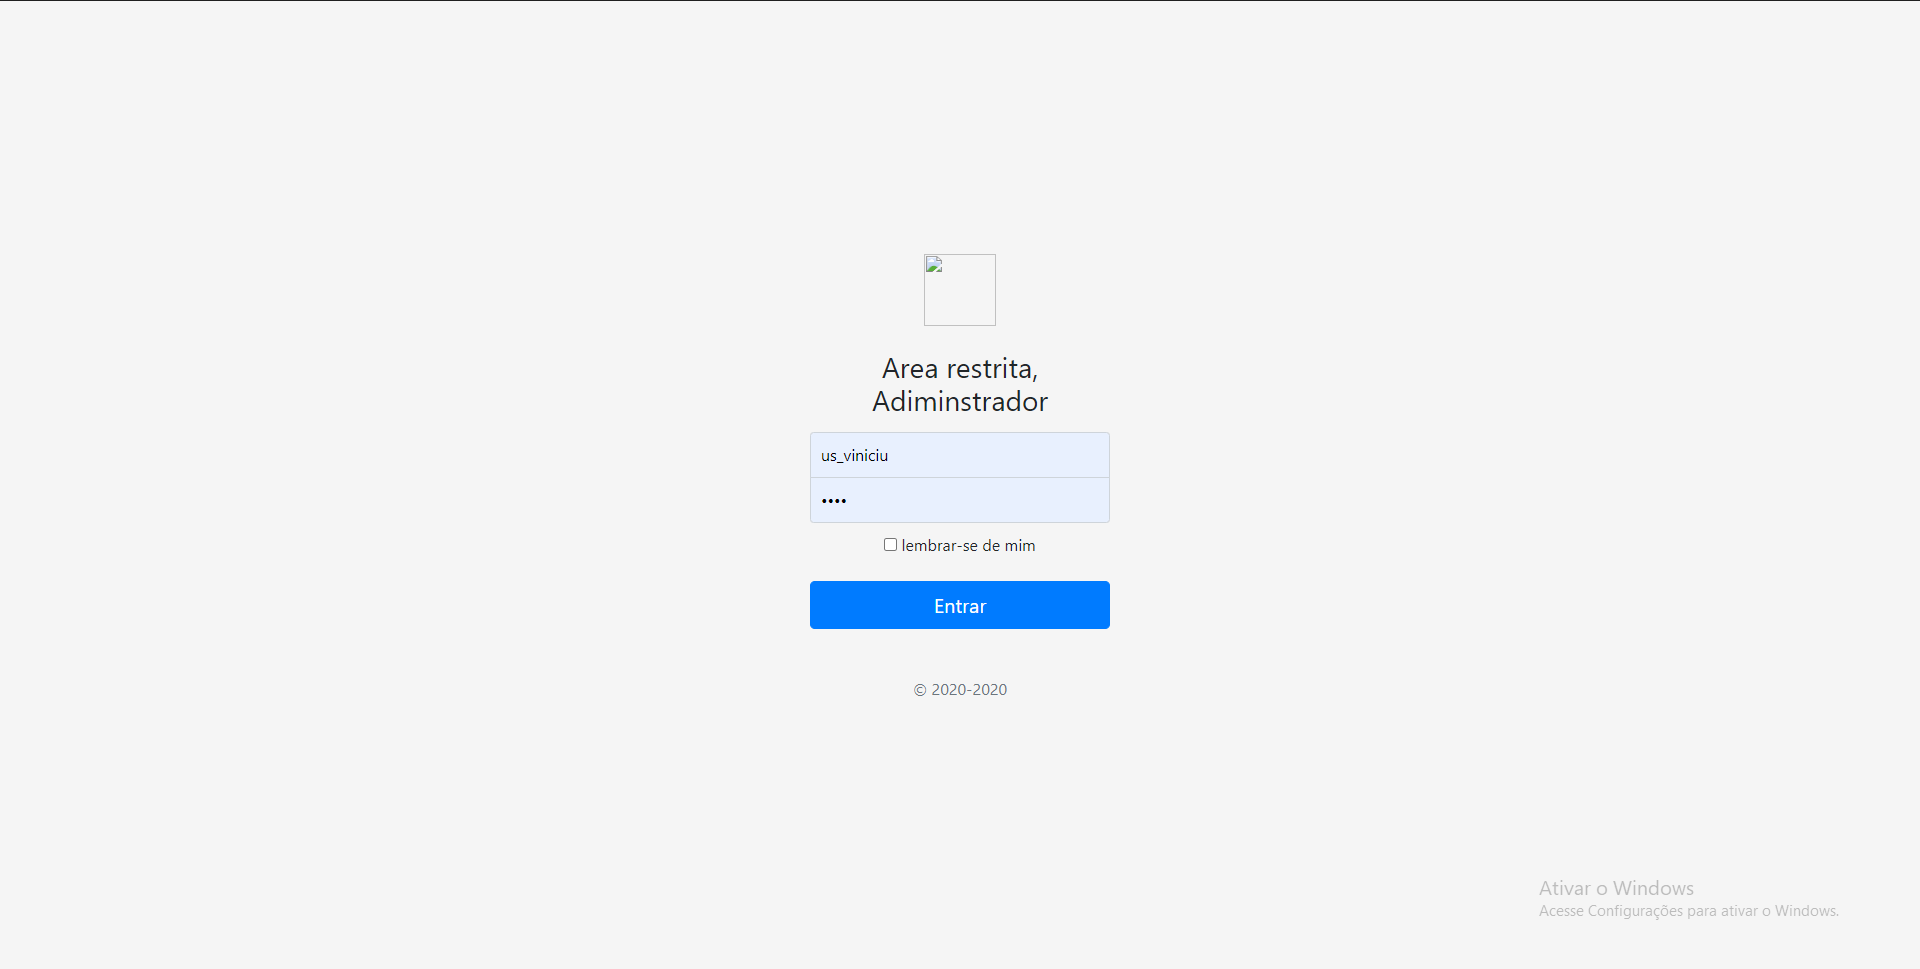 Area restrita,
Adiminstrador
us_viniciu
••••
lembrar-se de mim
Entrar
© 2020-2020
Ativar o Windows
Acesse Configurações para ativar o Windows.